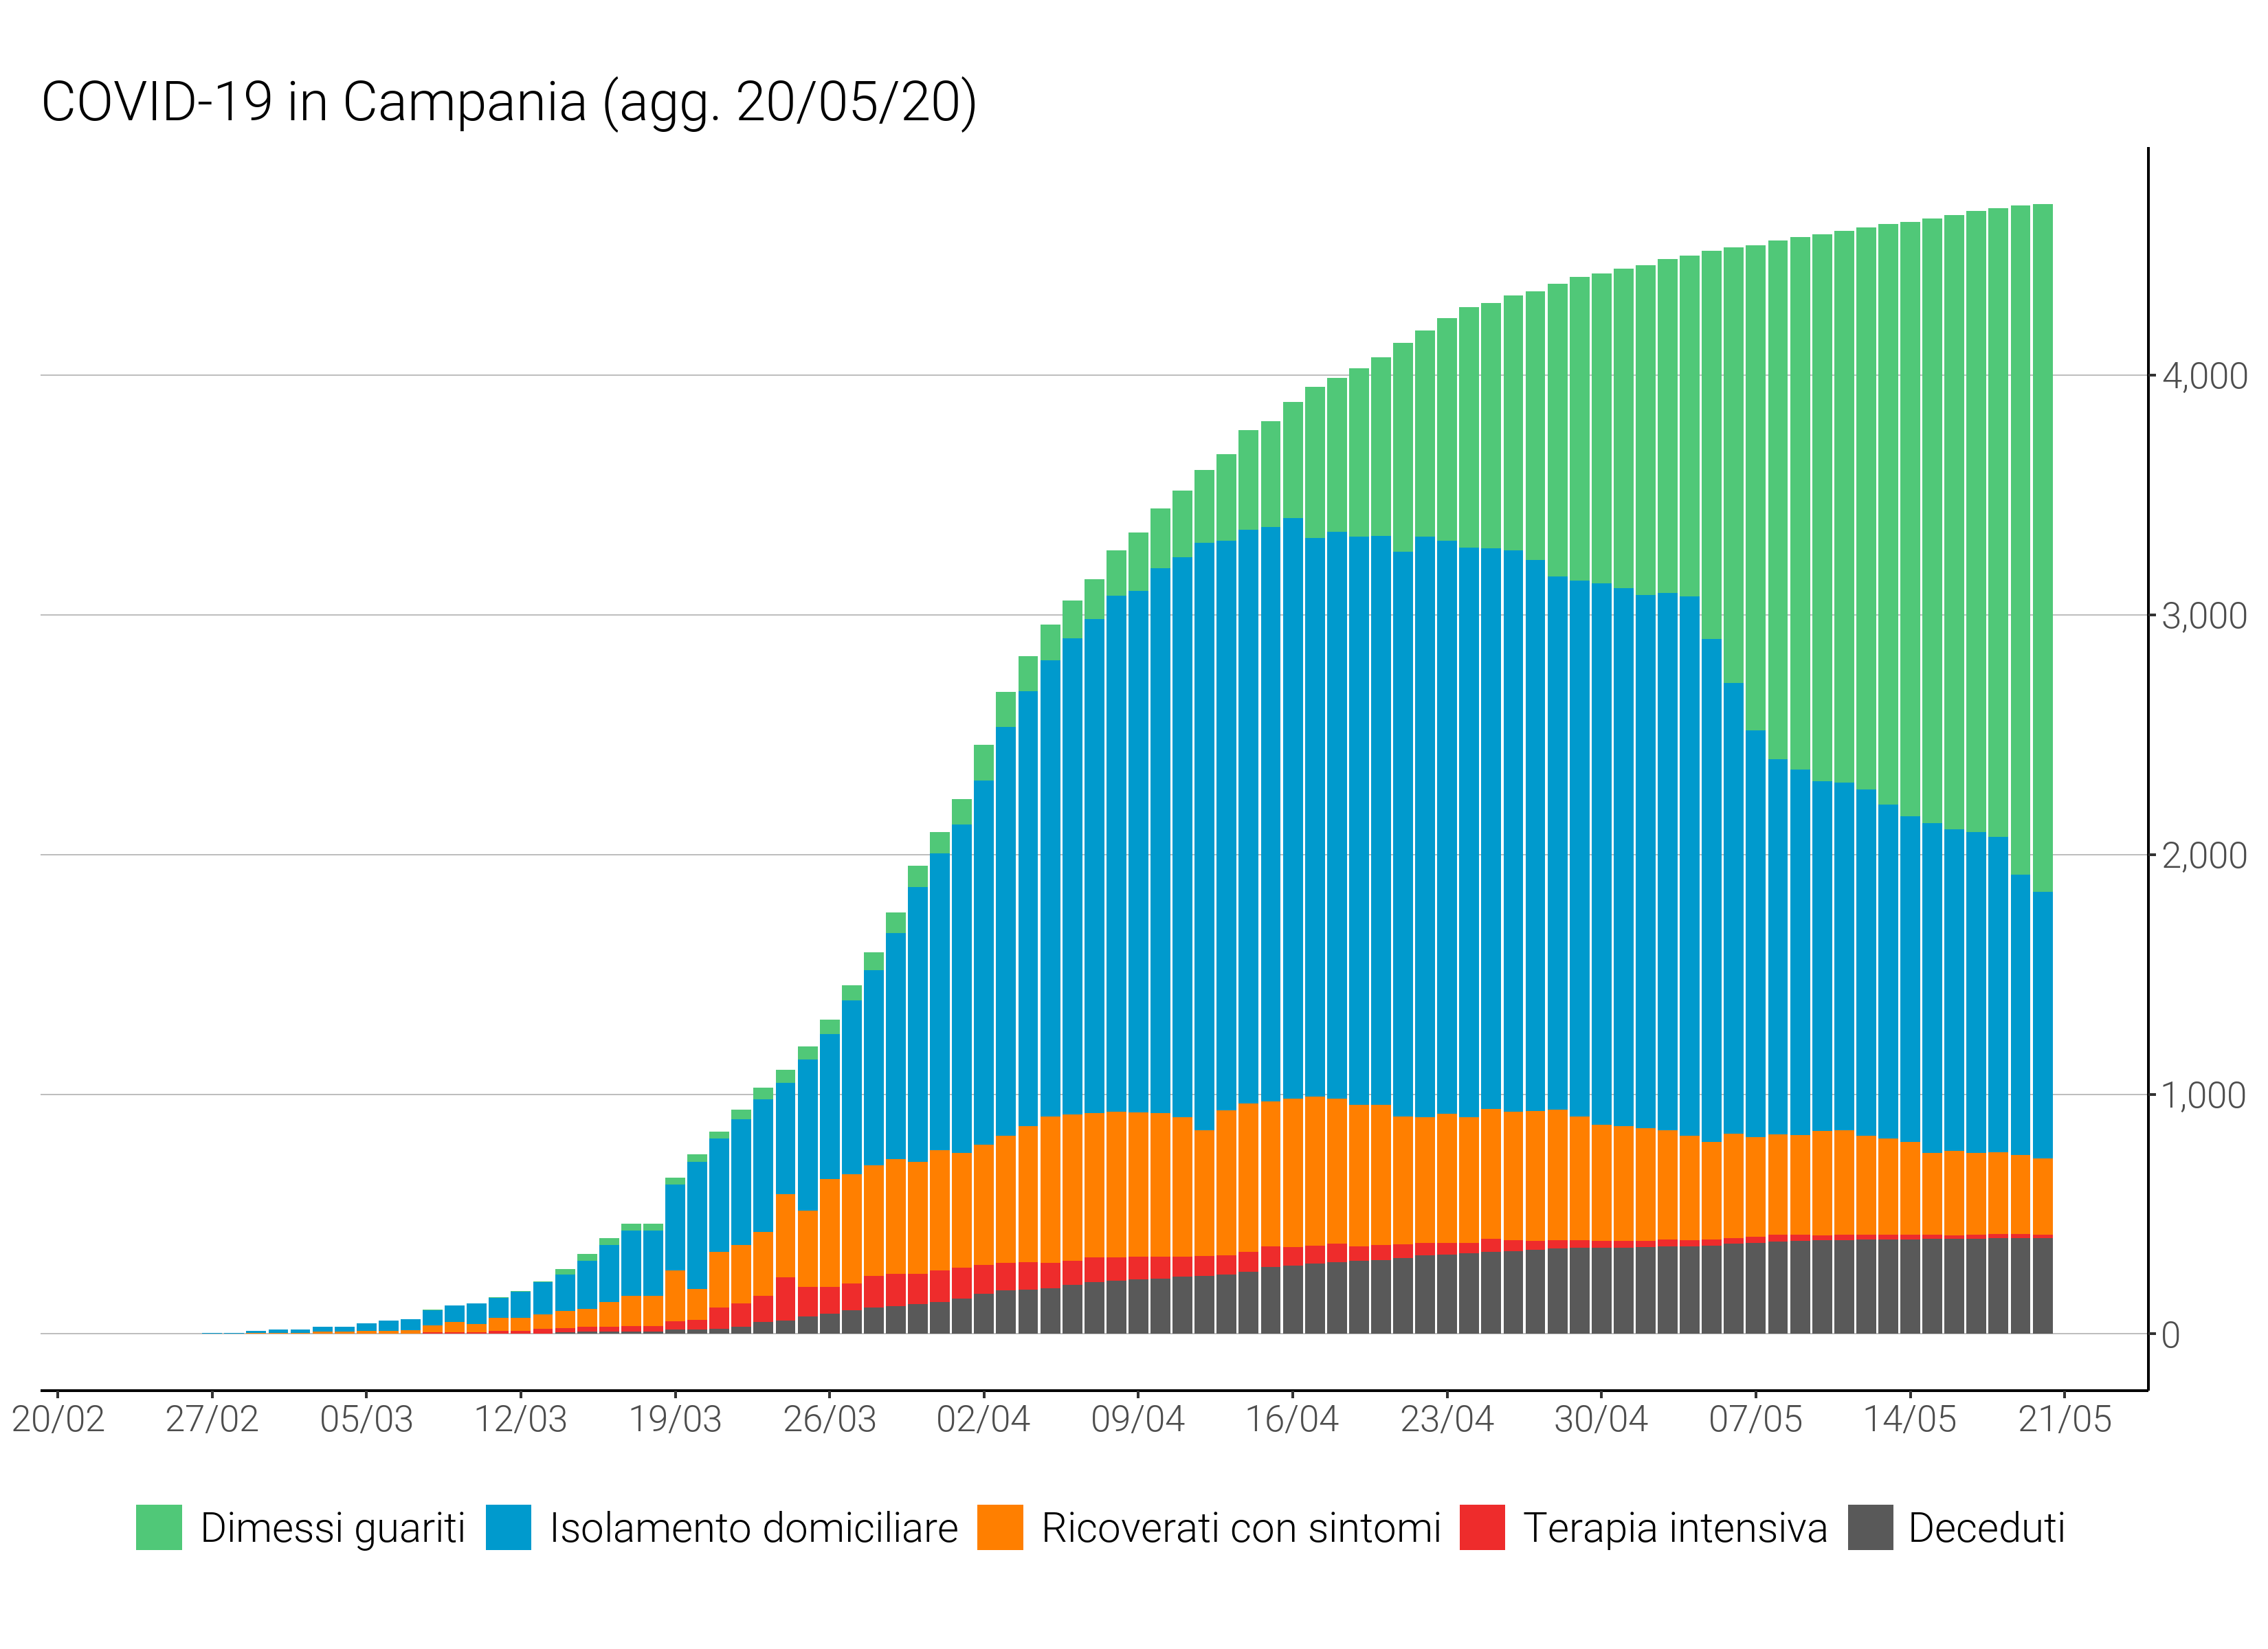 COVID-19 in Campania (agg. 20/05/20)
4,000
3,000
2,000
1,000
0
20/02 27/02 05/03 12/03 19/03 26/03 02/04 09/04 16/04 23/04 30/04 07/05 14/05 21/05
Dimessi guariti Isolamento domiciliare Ricoverati con sintomi Terapia intensiva Deceduti